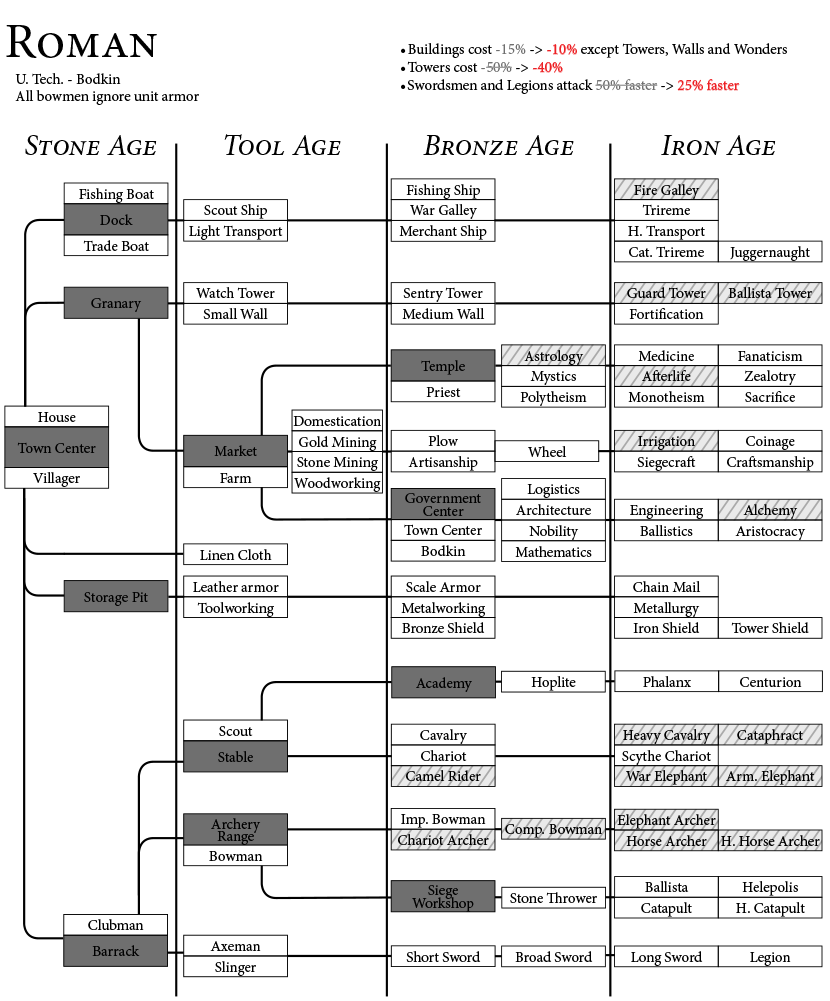 ROMAN
U. Tech. - Bodkin
All bowmen ignore unit armor
• Buildings cost -15% -> -10% except Towers, Walls and Wonders
• Towers cost -50% -> -40%
• Swordsmen and Legions attack 50% faster -> 25% faster
STONE AGE
TOOL AGE
BRONZE AGE
IRON AGE
Fishing Boat
Dock
Trade Boat
Scout Ship
Light Transport
Fishing Ship
War Galley
Merchant Ship
Fire Galley
Trireme
H. Transport
Cat. Trireme
Juggernaught
Granary
Watch Tower
Small Wall
Sentry Tower
Medium Wall
Guard Tower
Ballista Tower
Fortification
Temple
Priest
Astrology
Mystics
Polytheism
Medicine
Fanaticism
Afterlife
Zealotry
Monotheism
Sacrifice
House
Town Center
Villager
Market
Farm
Domestication
Gold Mining
Stone Mining
Woodworking
Plow
Artisanship
Wheel
Irrigation
Coinage
Siegecraft
Craftsmanship
Government
Center
Town Center
Bodkin
Logistics
Architecture
Nobility
Mathematics
Engineering
Alchemy
Ballistics
Aristocracy
Linen Cloth
Storage Pit
Leather armor
Toolworking
Scale Armor
Metalworking
Bronze Shield
Chain Mail
Metallurgy
Iron Shield
Tower Shield
Academy
Hoplite
Phalanx
Centurion
Scout
Stable
Cavalry
Chariot
Camel Rider
Heavy Cavalry
Cataphract
Scythe Chariot
War Elephant
Arm. Elephant
Archery
Range
Bowman
Imp. Bowman
Chariot Archer
Comp. Bowman
Elephant Archer
Horse Archer
H. Horse Archer
Siege
Workshop
Stone Thrower
Ballista
Helepolis
Catapult
H. Catapult
Clubman
Barrack
Axeman
Slinger
Short Sword
Broad Sword
Long Sword
Legion